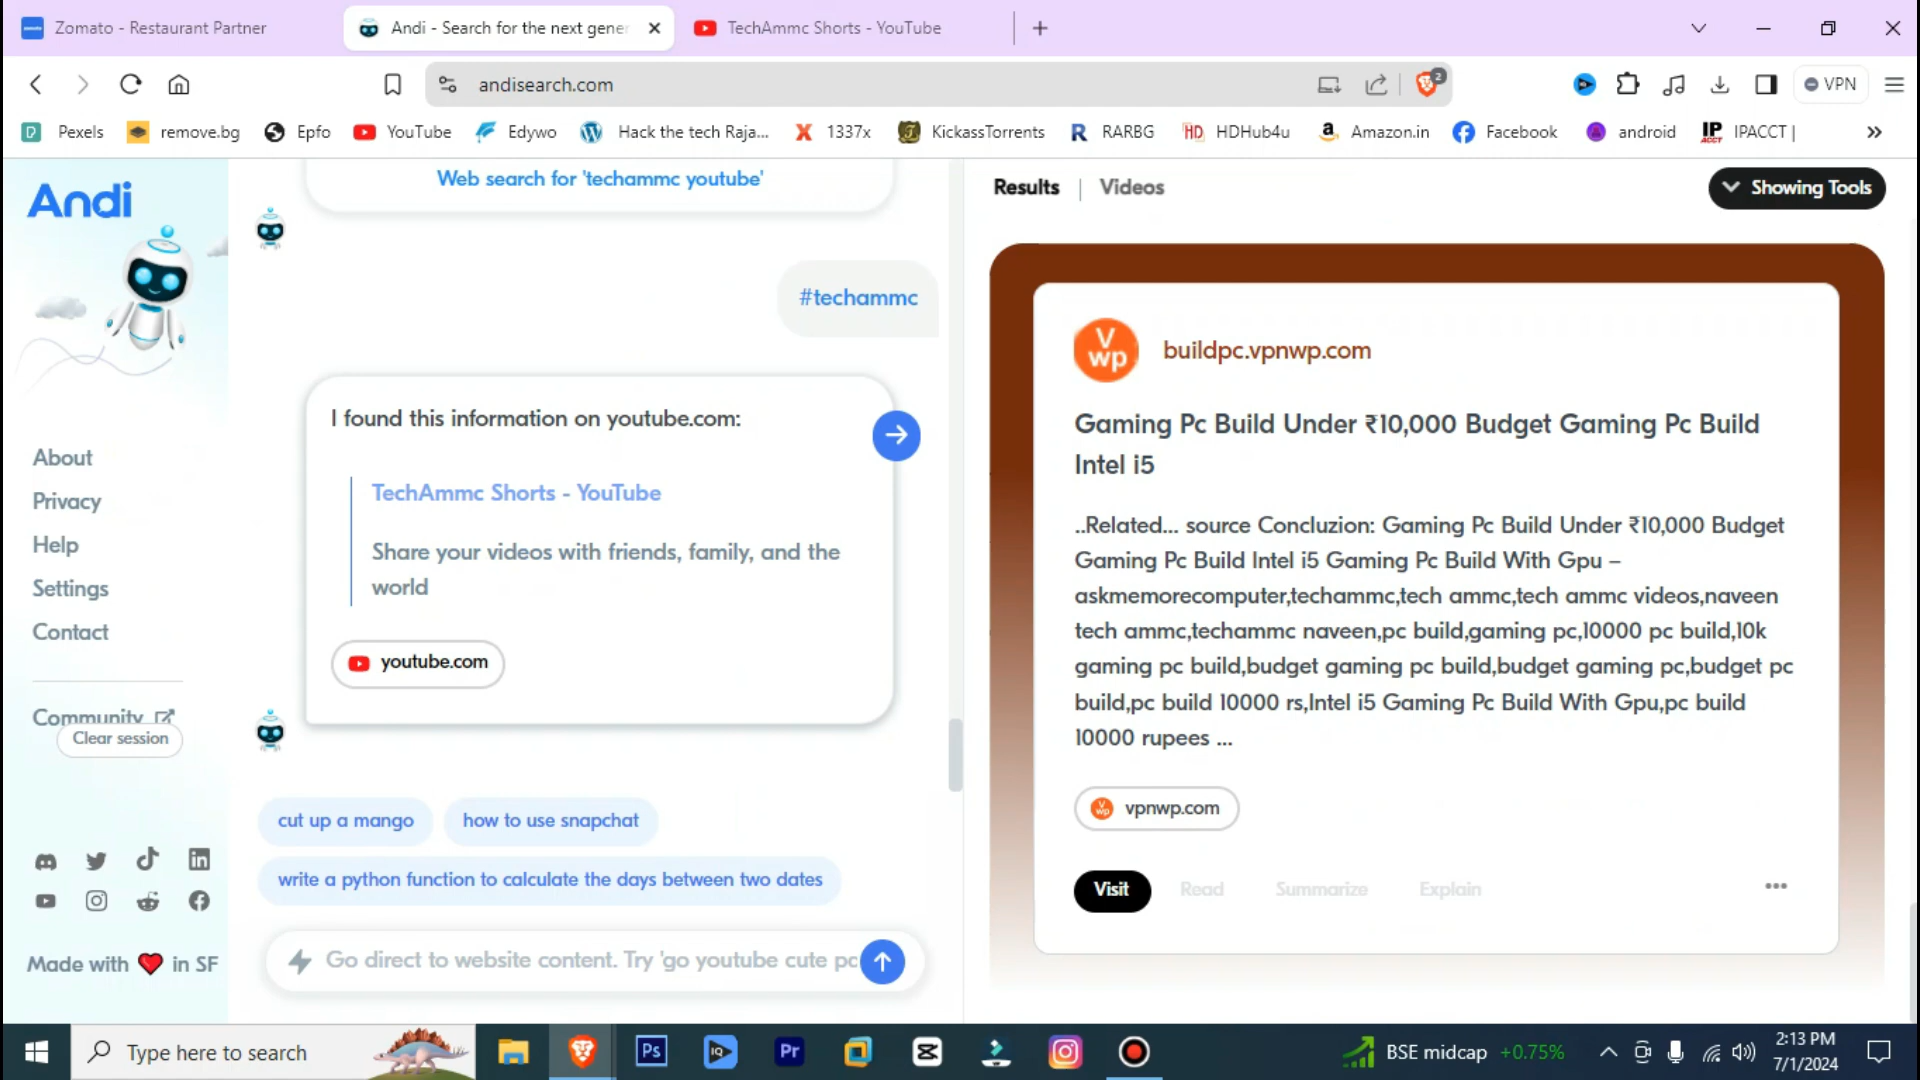 Zomato - Restaurant Partner
Andi - Search for the next gener
TechAmmc Shorts - YouTube
andisearch.com
2
VPN
Pexels
remove.bg
Epfo
YouTube
Edywo
Hack the tech Raja...
1337x
KickassTorrents
RARBG
HDHub4u
Amazon.in
Facebook
android
IPACCT |
Andi
About
Privacy
Help
Settings
Contact
Community
Clear session
Made with in SF
Web search for 'techammc youtube'
#techammc
I found this information on youtube.com:
TechAmmc Shorts - YouTube
Share your videos with friends, family, and the
world
youtube.com
cut up a mango
how to use snapchat
write a python function to calculate the days between two dates
Go direct to website content. Try 'go youtube cute pc
Results | Videos
Showing Tools
V
wp
buildpc.vpnwp.com
Gaming Pc Build Under ₹10,000 Budget Gaming Pc Build
Intel i5
..Related... source Concluzion: Gaming Pc Build Under ₹10,000 Budget
Gaming Pc Build Intel i5 Gaming Pc Build With Gpu –
askmemorecomputer,techammc,tech ammc,tech ammc videos,naveen
tech ammc,techammc naveen,pc build,gaming pc,10000 pc build,10k
gaming pc build,budget gaming pc build,budget gaming pc,budget pc
build,pc build 10000 rs,Intel i5 Gaming Pc Build With Gpu,pc build
10000 rupees ...
vpnwp.com
Visit
Read
Summarize
Explain
Type here to search
Ps
IQ
Pr
BSE midcap +0.75%
2:13 PM
7/1/2024